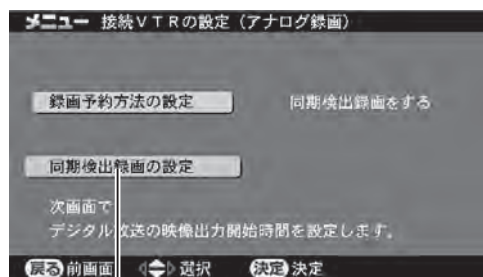 メニュー 接続ＶＴＲの設定（アナログ録画）
録画予約方法の設定 同期検出録画をする
同期検出録画の設定
次画面で
デジタル放送の映像出力開始時間を設定します。
戻る 前画面 選択 決定 決定